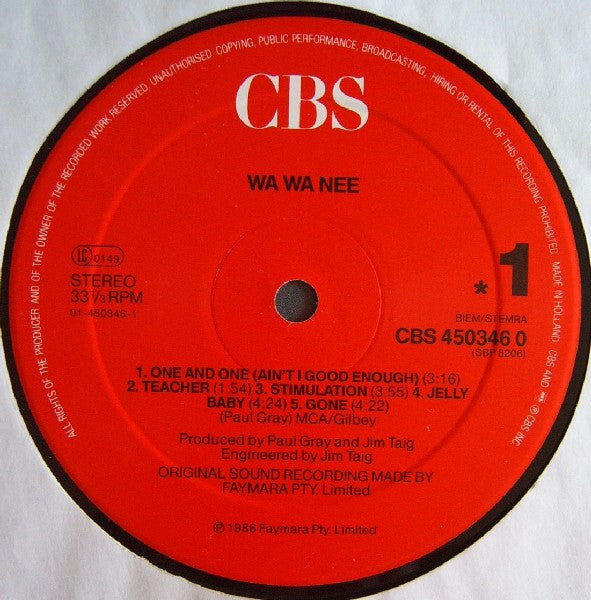 ALL RIGHTS OF THE PRODUCER AND OF THE OWNER OF THE RECORDED WORK RESERVED. UNAUTHORISED COPYING, PUBLIC PERFORMANCE, BROADCASTING, HIRING OR RENTAL OF THIS RECORDING PROHIBITED. MADE IN HOLLAND. CBS AND ℗ CBS INC.
CBS
WA WA NEE
LC 0149
STEREO
33⅓ RPM
01-450346-1
* 1
BIEM/STEMRA
CBS 450346 0
(SBP 8206)
1. ONE AND ONE (AIN'T I GOOD ENOUGH) (3:16)
2. TEACHER (1:54) 3. STIMULATION (3:55) 4. JELLY
BABY (4:24) 5. GONE (4:22)
(Paul Gray) MCA/Gilbey
Produced by Paul Gray and Jim Taig
Engineered by Jim Taig
ORIGINAL SOUND RECORDING MADE BY
FAYMARA PTY. Limited
℗ 1986 Faymara Pty. Limited